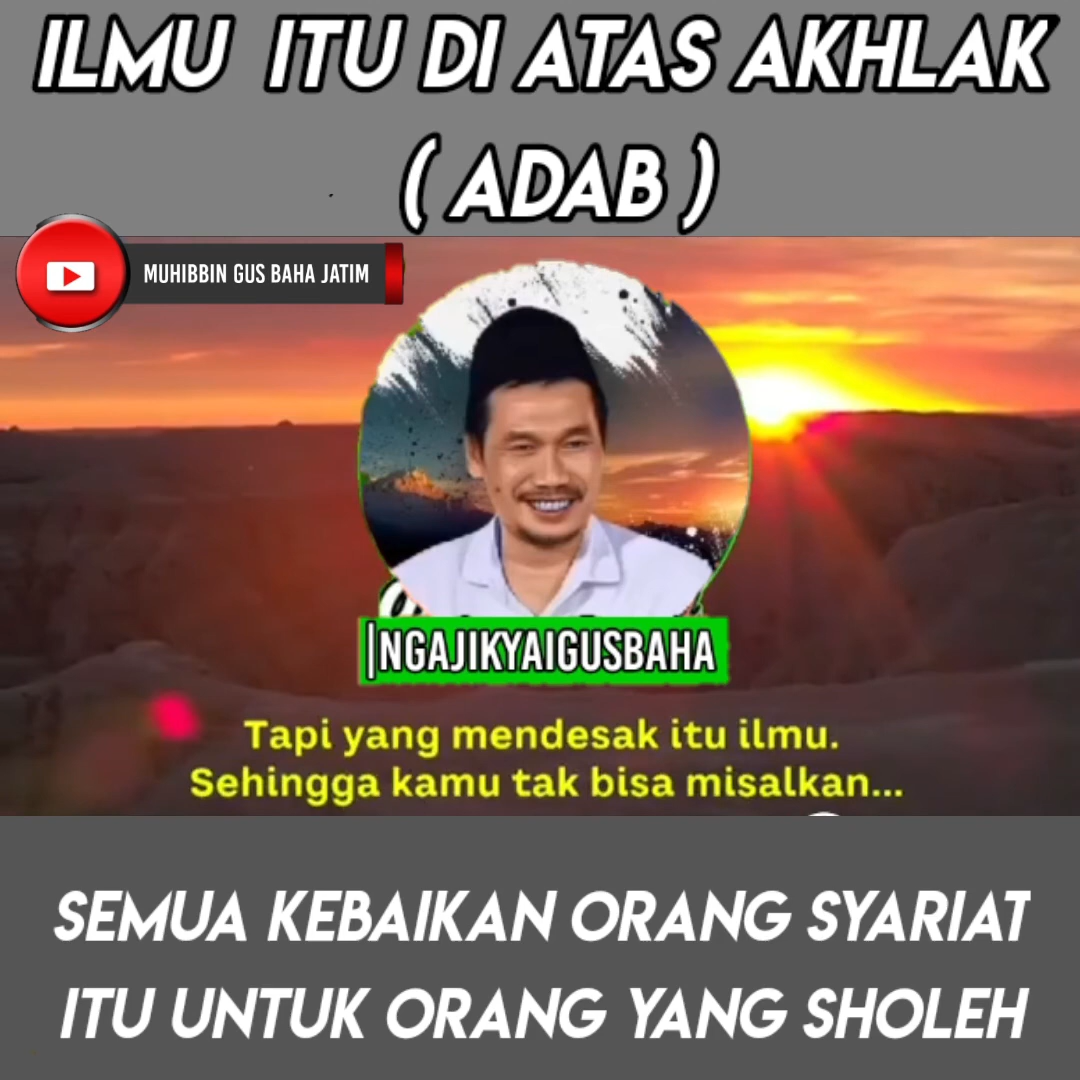 ILMU ITU DI ATAS AKHLAK
( ADAB )
MUHIBBIN GUS BAHA JATIM
|NGAJIKYAIGUSBAHA
Tapi yang mendesak itu ilmu.
Sehingga kamu tak bisa misalkan...
SEMUA KEBAIKAN ORANG SYARIAT
ITU UNTUK ORANG YANG SHOLEH